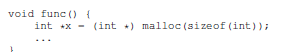 void func() {
    int *x = (int *) malloc(sizeof(int));
    ...
}